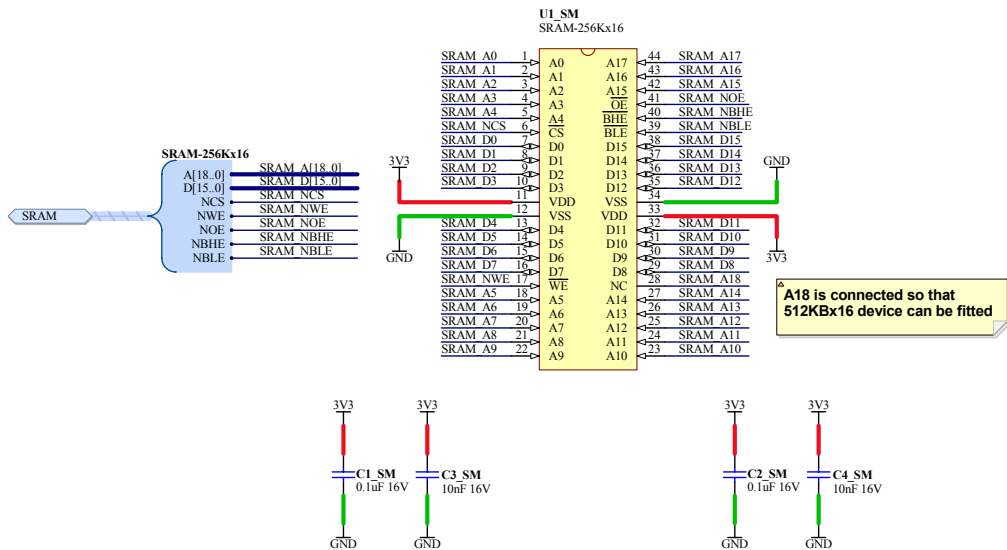 U1_SM
SRAM-256Kx16
SRAM_A0 1 A0 A17 44 SRAM_A17
SRAM_A1 2 A1 A16 43 SRAM_A16
SRAM_A2 3 A2 A15 42 SRAM_A15
SRAM_A3 4 A3 OE 41 SRAM_NOE
SRAM_A4 5 A4 BHE 40 SRAM_NBHE
SRAM_NCS 6 CS BLE 39 SRAM_NBLE
SRAM_D0 7 D0 D15 38 SRAM_D15
SRAM_D1 8 D1 D14 37 SRAM_D14
SRAM_D2 9 D2 D13 36 SRAM_D13
SRAM_D3 10 D3 D12 35 SRAM_D12
3V3 11 VDD VSS 34 GND
GND 12 VSS VDD 33 3V3
SRAM_D4 13 D4 D11 32 SRAM_D11
SRAM_D5 14 D5 D10 31 SRAM_D10
SRAM_D6 15 D6 D9 30 SRAM_D9
SRAM_D7 16 D7 D8 29 SRAM_D8
SRAM_NWE 17 WE NC 28 SRAM_A18
SRAM_A5 18 A5 A14 27 SRAM_A14
SRAM_A6 19 A6 A13 26 SRAM_A13
SRAM_A7 20 A7 A12 25 SRAM_A12
SRAM_A8 21 A8 A11 24 SRAM_A11
SRAM_A9 22 A9 A10 23 SRAM_A10
SRAM-256Kx16
A[18..0] SRAM_A[18..0]
D[15..0] SRAM_D[15..0]
NCS SRAM_NCS
NWE SRAM_NWE
NOE SRAM_NOE
NBHE SRAM_NBHE
NBLE SRAM_NBLE
SRAM
A18 is connected so that
512KBx16 device can be fitted
3V3 3V3 3V3 3V3
C1_SM C3_SM C2_SM C4_SM
0.1uF 16V 10nF 16V 0.1uF 16V 10nF 16V
GND GND GND GND